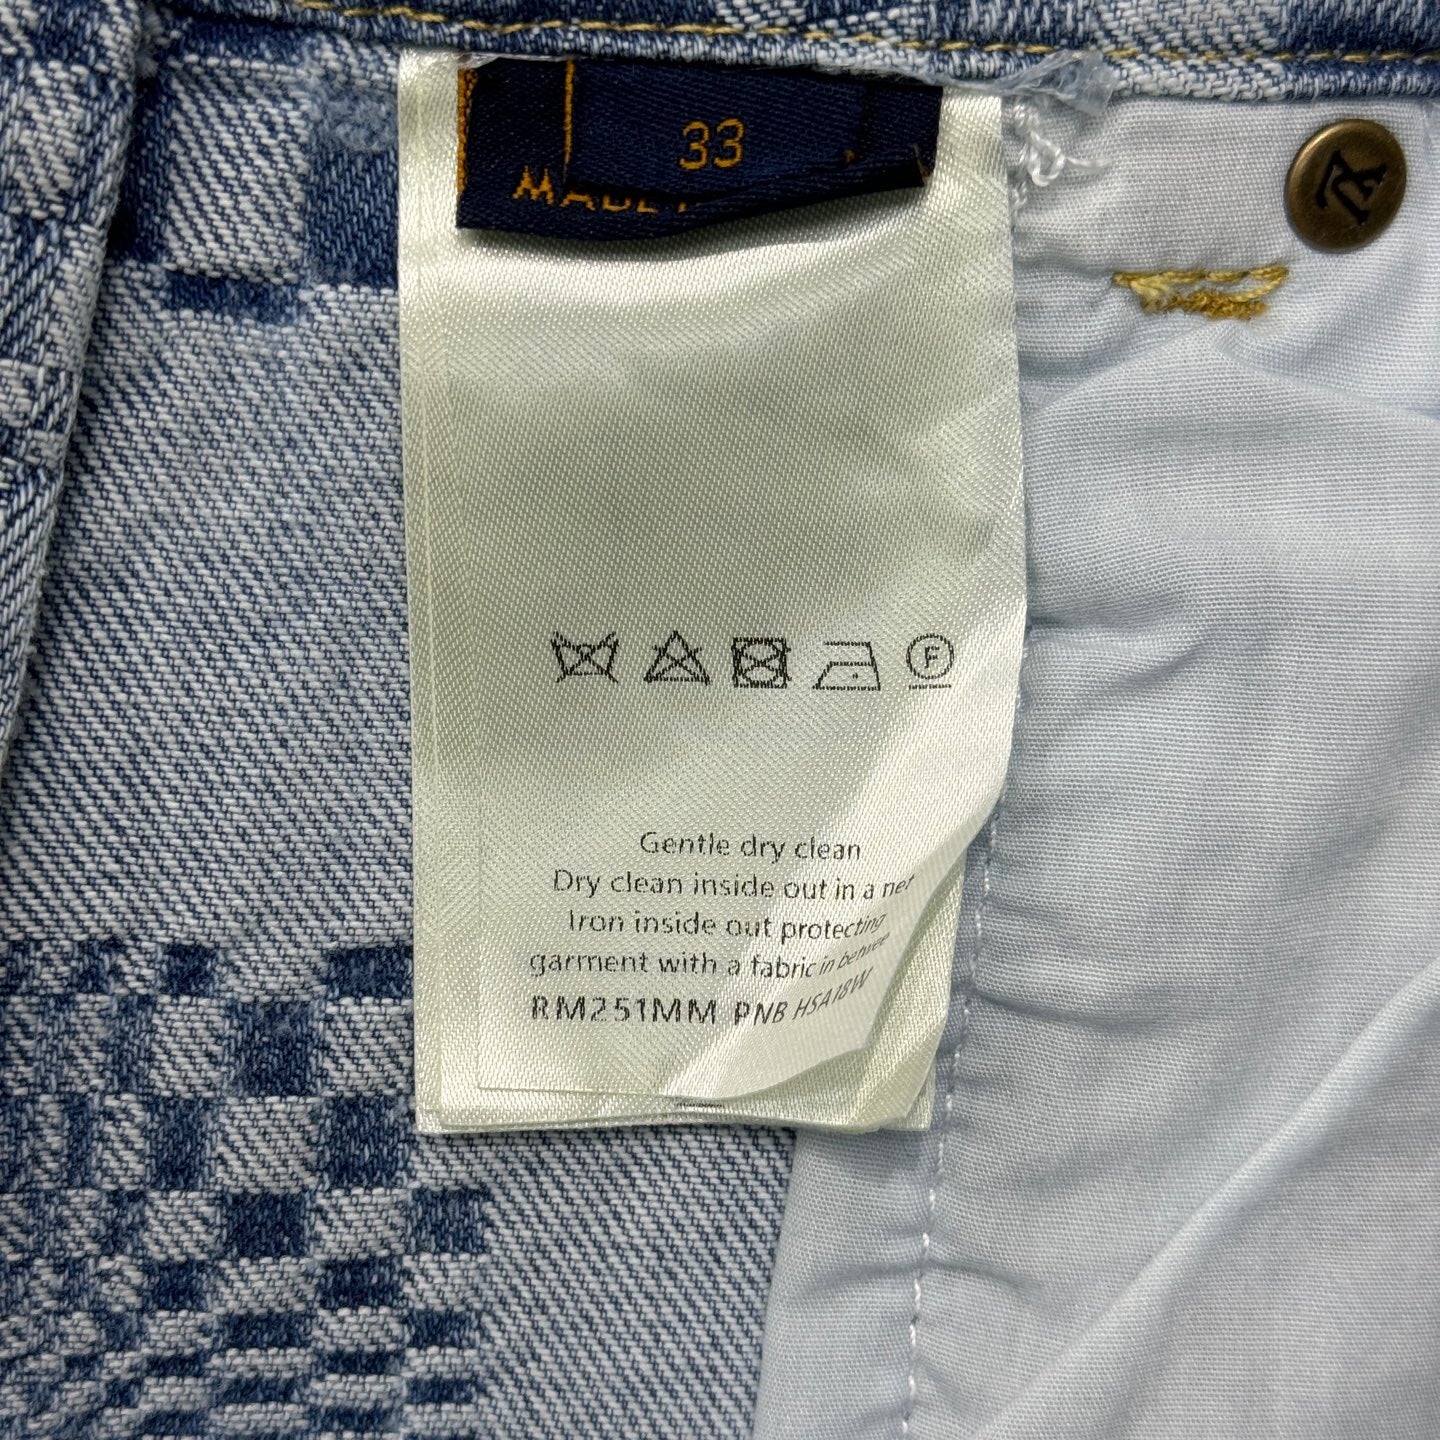 33
MADE I
F
Gentle dry clean
Dry clean inside out in a net
Iron inside out protecting
garment with a fabric in between
RM251MM PNB HSA18W